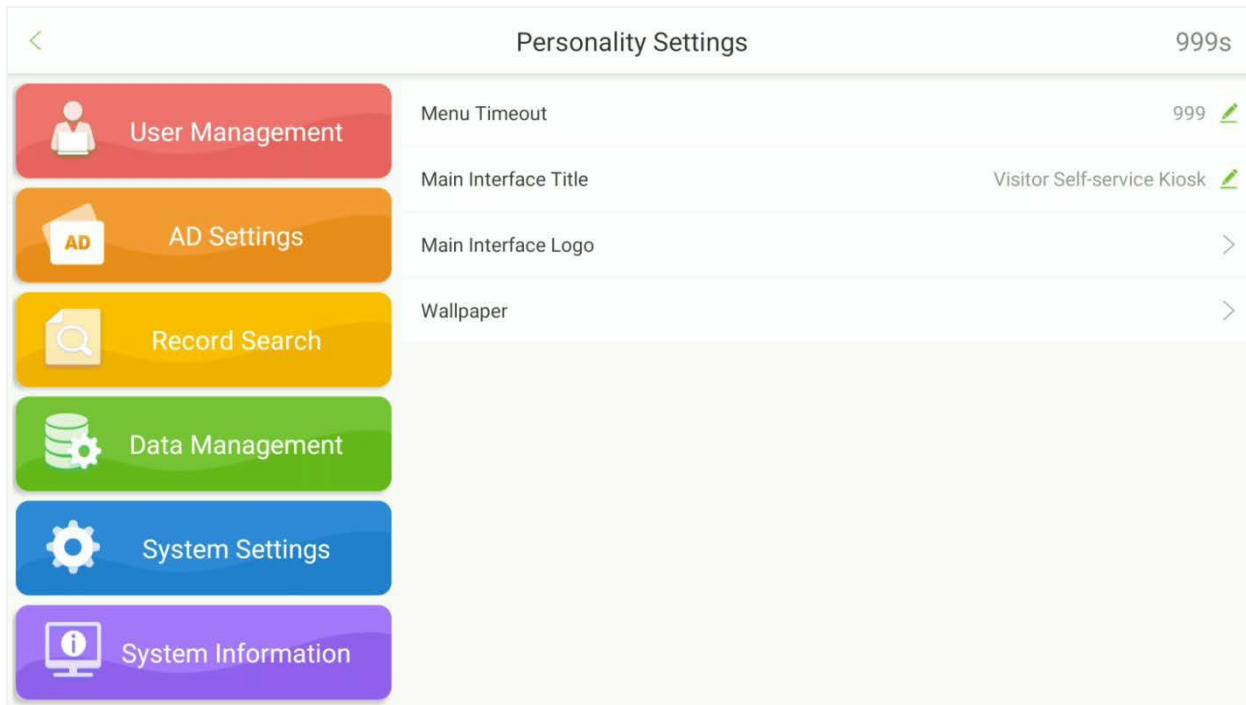 Personality Settings
999s
User Management
AD
AD Settings
Record Search
Data Management
System Settings
System Information
Menu Timeout
999
Main Interface Title
Visitor Self-service Kiosk
Main Interface Logo
Wallpaper